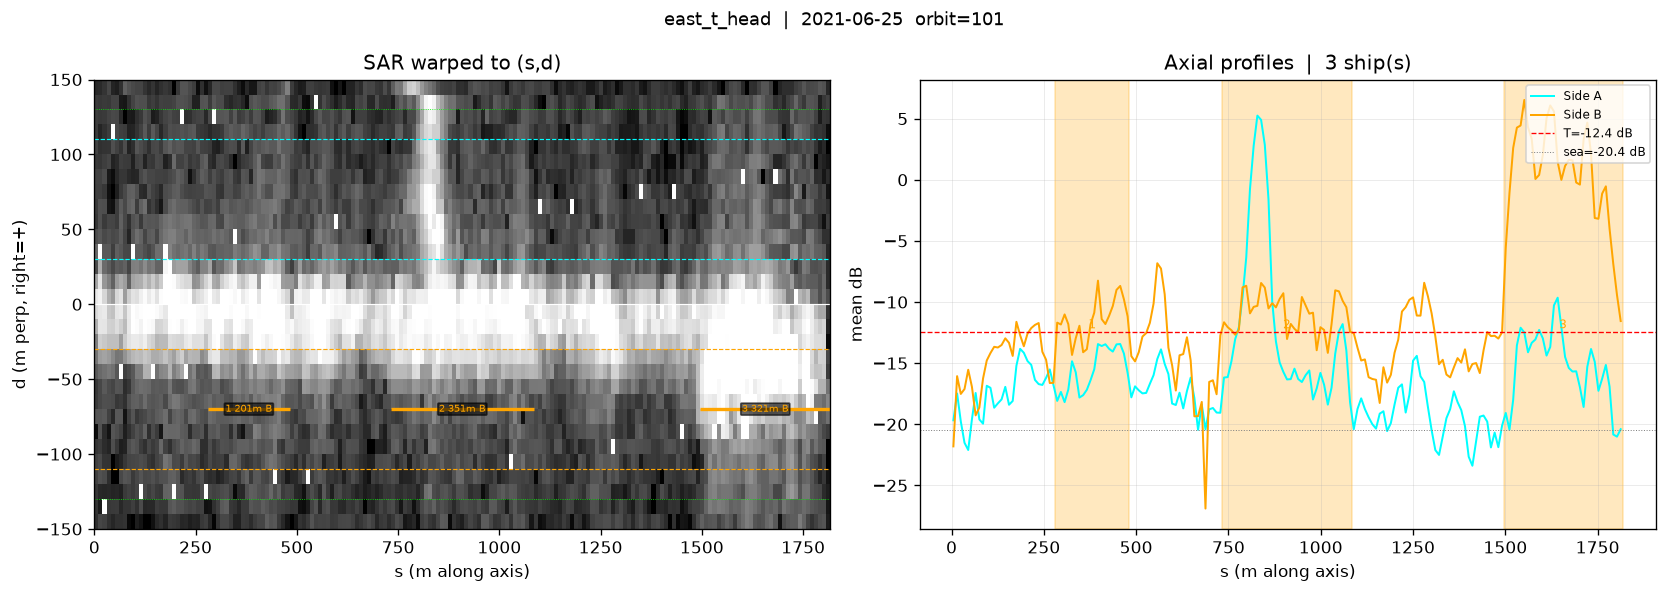 east_t_head | 2021-06-25 orbit=101
SAR warped to (s,d)
150
100
50
0
−50
−100
−150
d (m perp, right=+)
1 201m B
2 351m B
3 321m B
0
250
500
750
1000
1250
1500
1750
s (m along axis)
Axial profiles | 3 ship(s)
5
0
−5
−10
−15
−20
−25
mean dB
Side A
Side B
T=-12.4 dB
sea=-20.4 dB
1
2
3
0
250
500
750
1000
1250
1500
1750
s (m along axis)